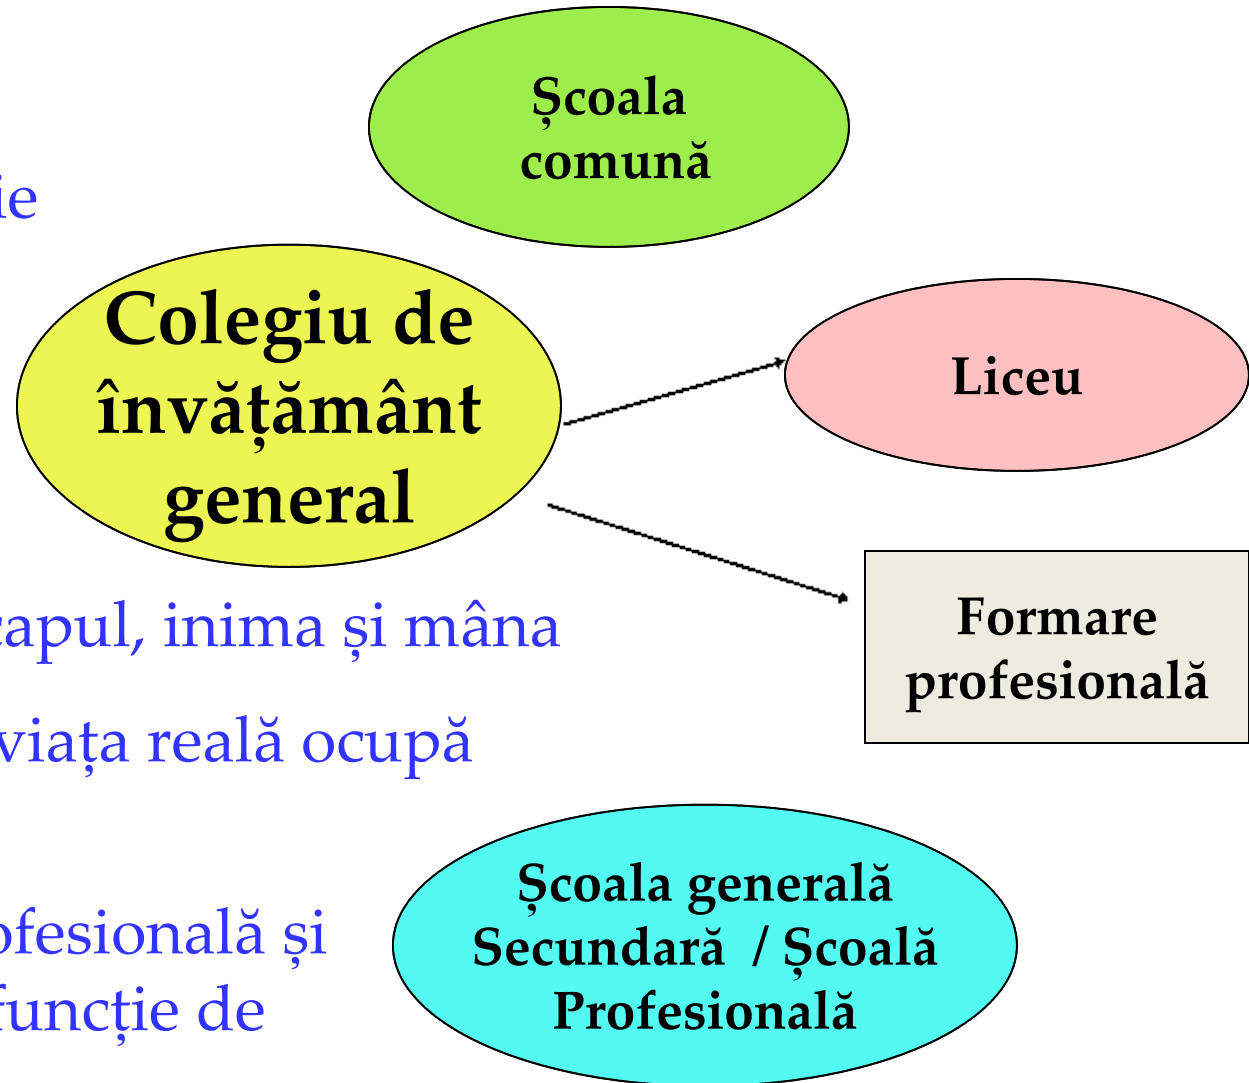 Școala
comună
ie
Colegiu de
învățământ
general
Liceu
capul, inima și mâna
Formare
profesională
viața reală ocupă
Școala generală
Secundară / Școală
Profesională
ofesională și
funcție de